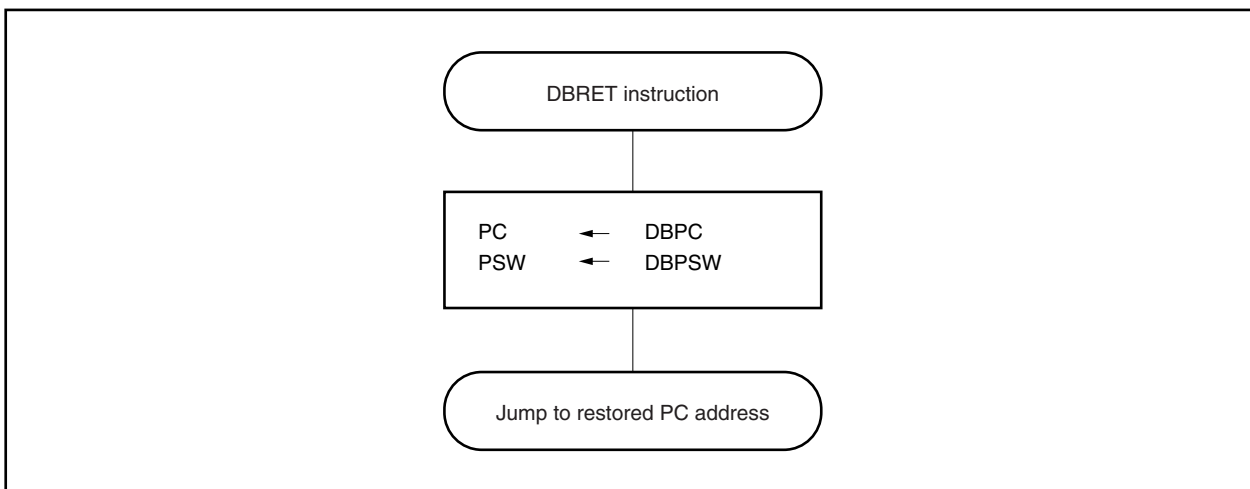 DBRET instruction
PC ← DBPC
PSW ← DBPSW
Jump to restored PC address